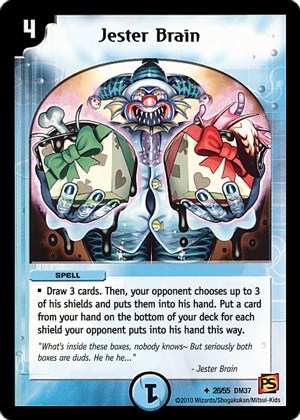 4
Jester Brain
SPELL
▪ Draw 3 cards. Then, your opponent chooses up to 3
of his shields and puts them into his hand. Put a card
from your hand on the bottom of your deck for each
shield your opponent puts into his hand this way.
"What's inside these boxes, nobody knows~ But seriously both
boxes are duds. He he he..."
- Jester Brain
1
✦ 26/55 DM37
©2010 Wizards/Shogakukan/Mitsui-Kids
PS